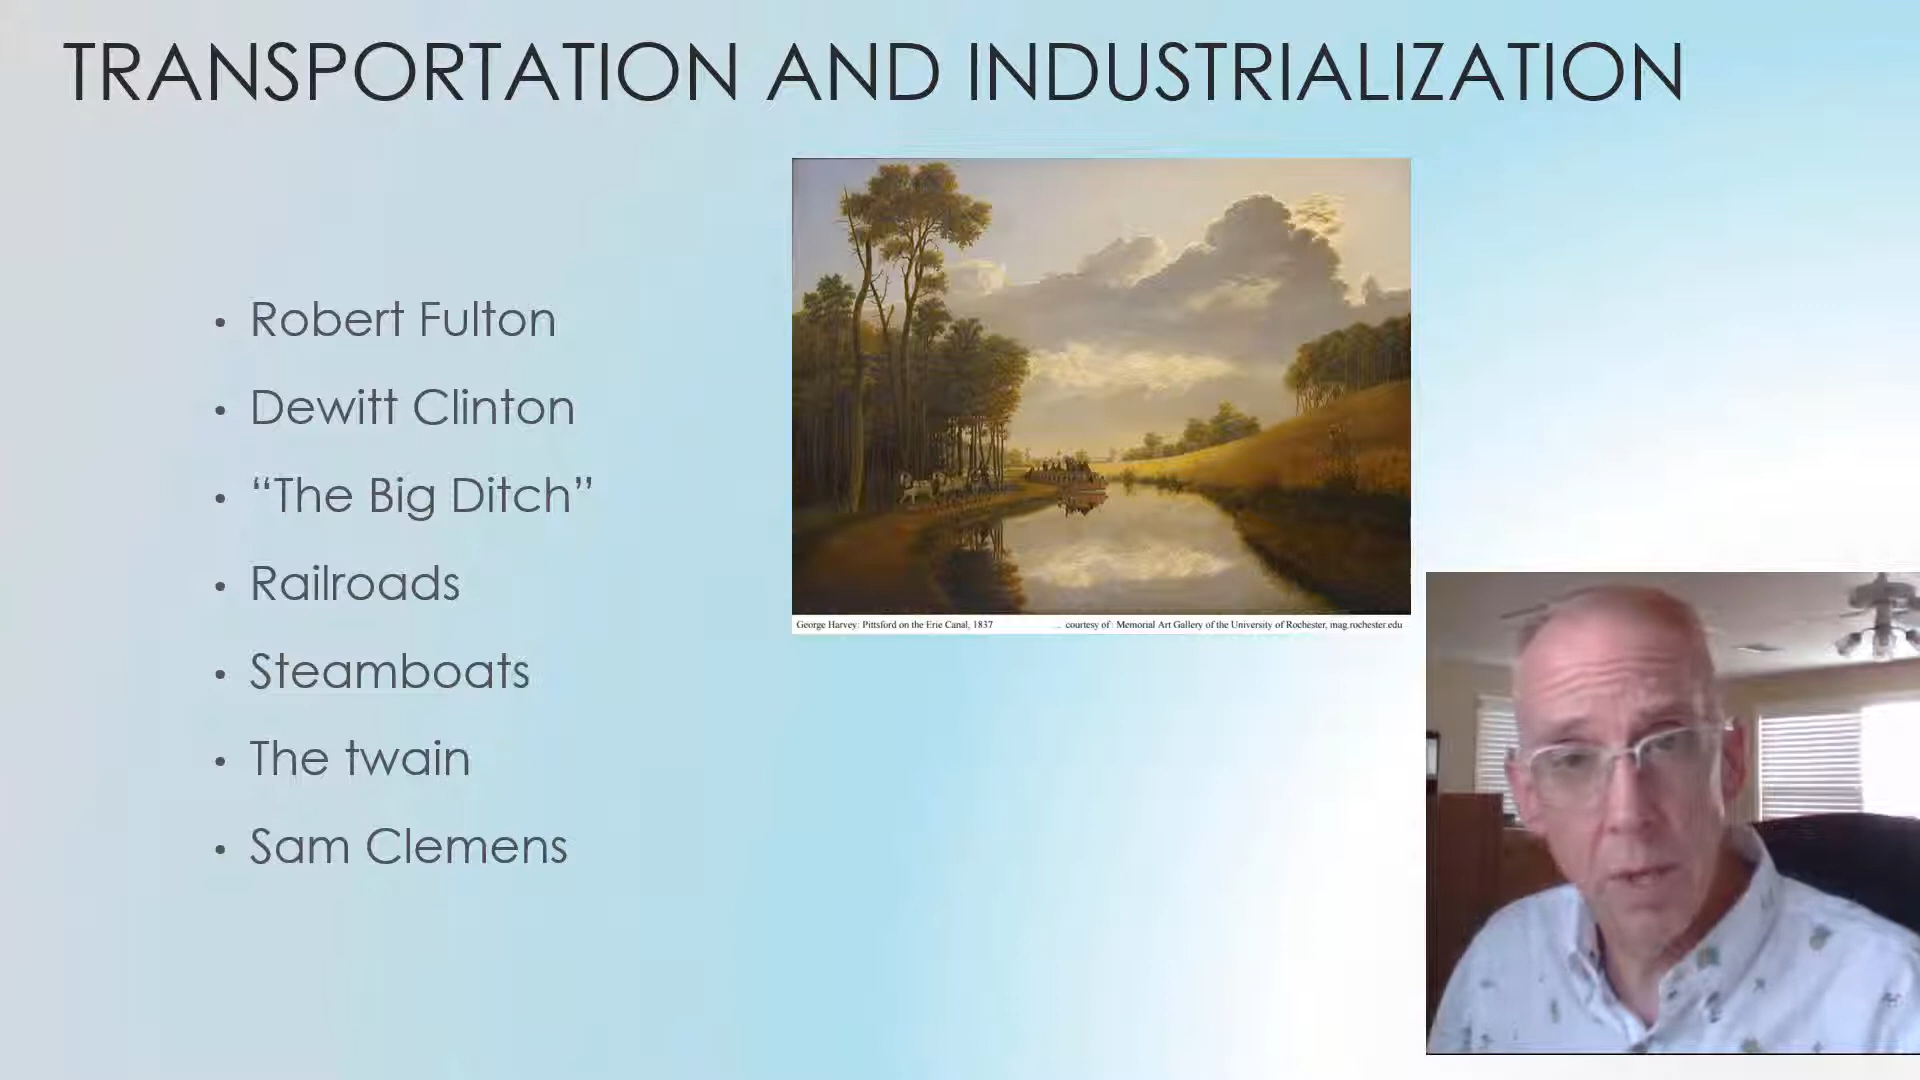 TRANSPORTATION AND INDUSTRIALIZATION
• Robert Fulton
• Dewitt Clinton
• “The Big Ditch”
• Railroads
• Steamboats
• The twain
• Sam Clemens
George Harvey: Pittsford on the Erie Canal, 1837 ... courtesy of: Memorial Art Gallery of the University of Rochester, mag.rochester.edu